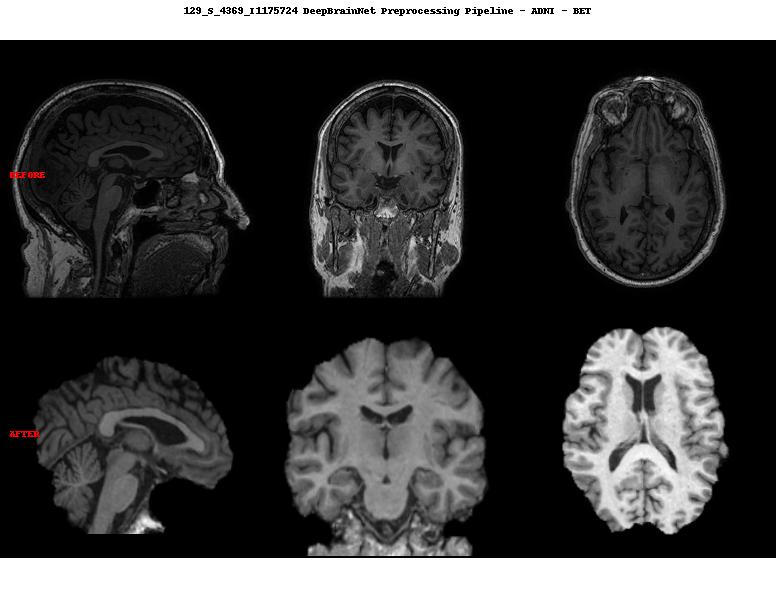 129_S_4369_I1175724 DeepBrainNet Preprocessing Pipeline - ADNI - BET
BEFORE
AFTER